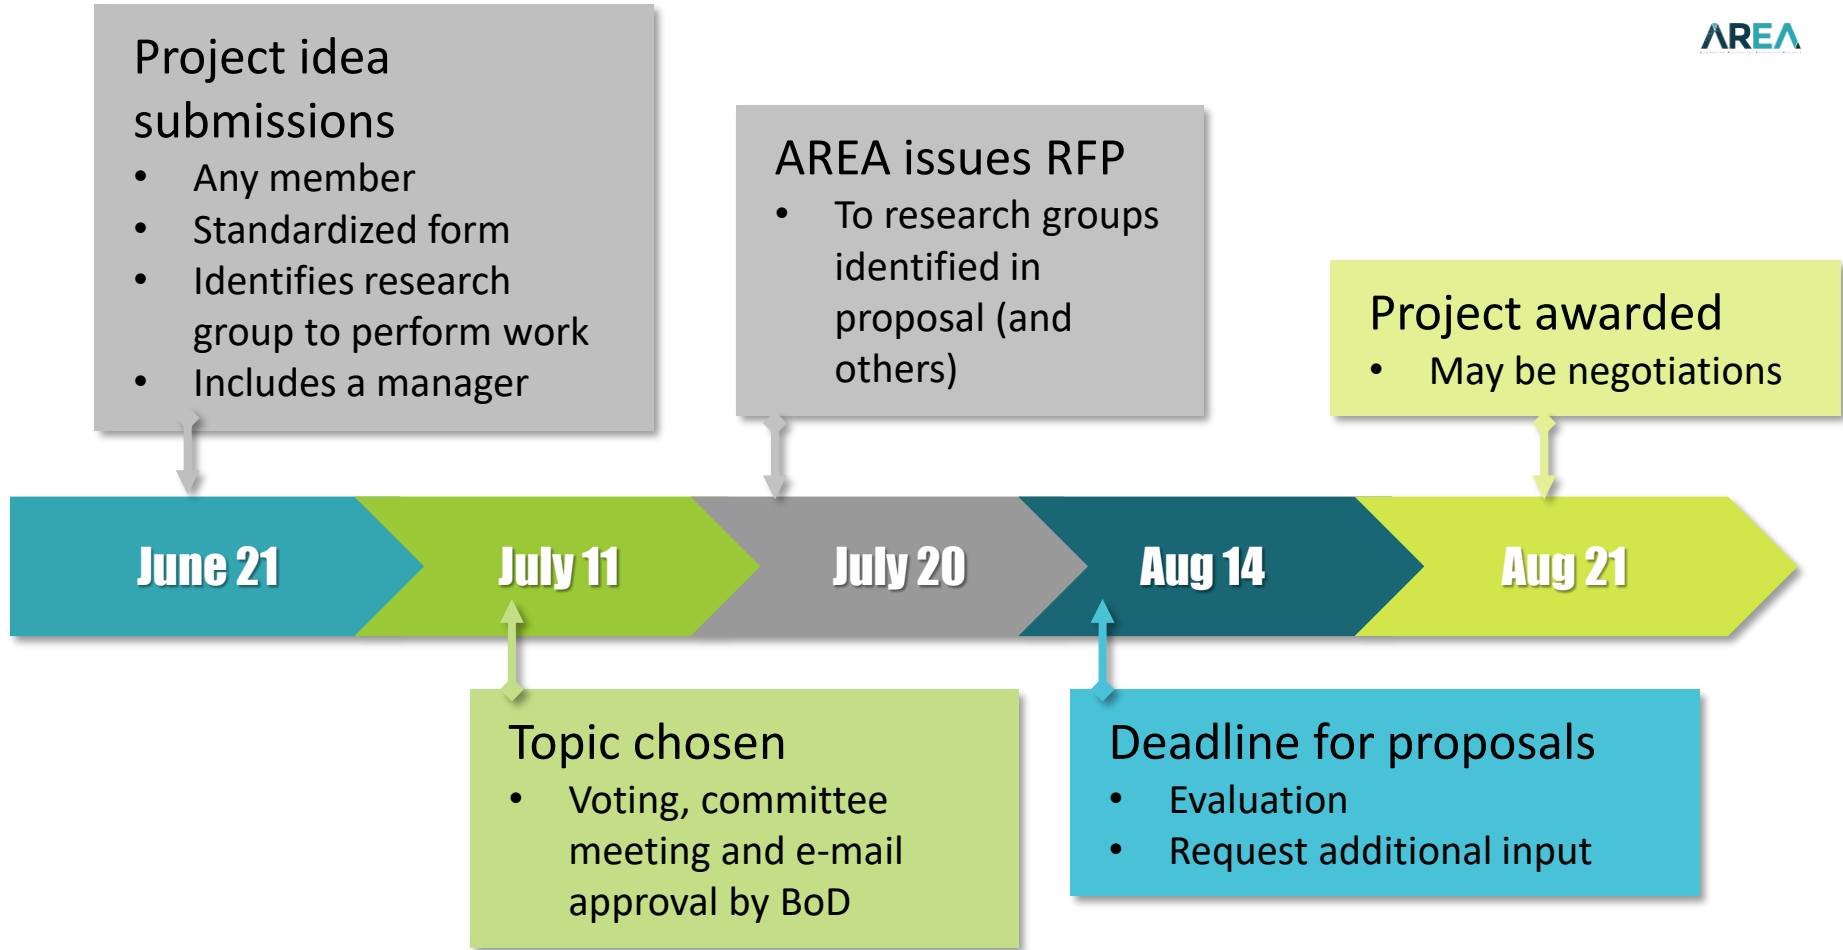 Project idea
submissions
• Any member
• Standardized form
• Identifies research
group to perform work
• Includes a manager
AREA issues RFP
• To research groups
identified in
proposal (and
others)
AREA
Project awarded
• May be negotiations
June 21
July 11
July 20
Aug 14
Aug 21
Topic chosen
• Voting, committee
meeting and e-mail
approval by BoD
Deadline for proposals
• Evaluation
• Request additional input